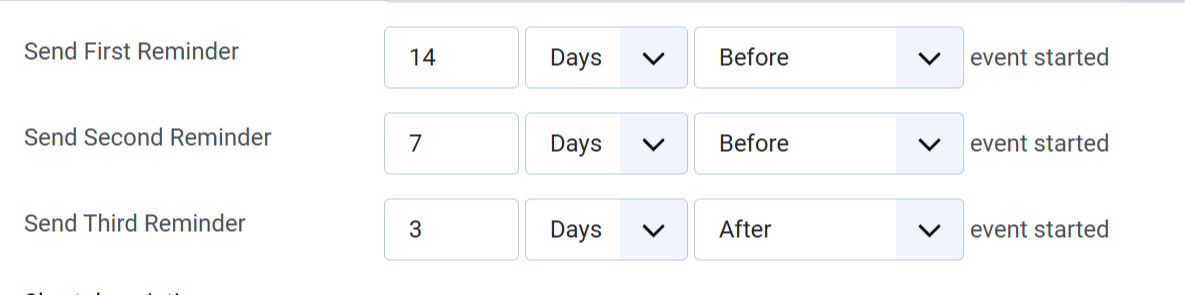 Send First Reminder 14 Days Before event started
Send Second Reminder 7 Days Before event started
Send Third Reminder 3 Days After event started